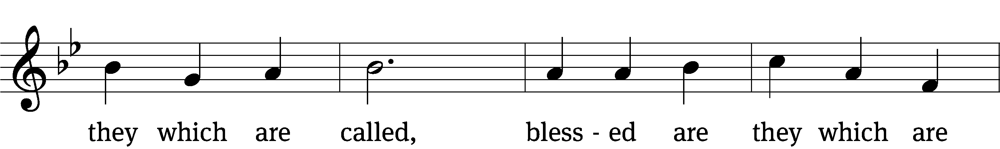 they which are called, bless - ed are they which are